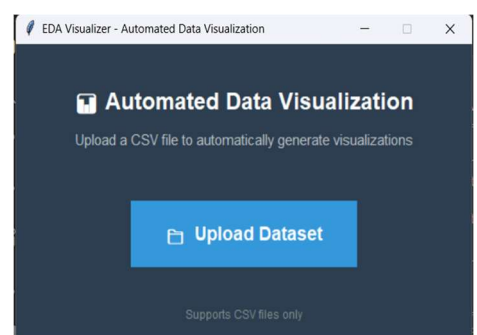 EDA Visualizer - Automated Data Visualization
Automated Data Visualization
Upload a CSV file to automatically generate visualizations
Upload Dataset
Supports CSV files only